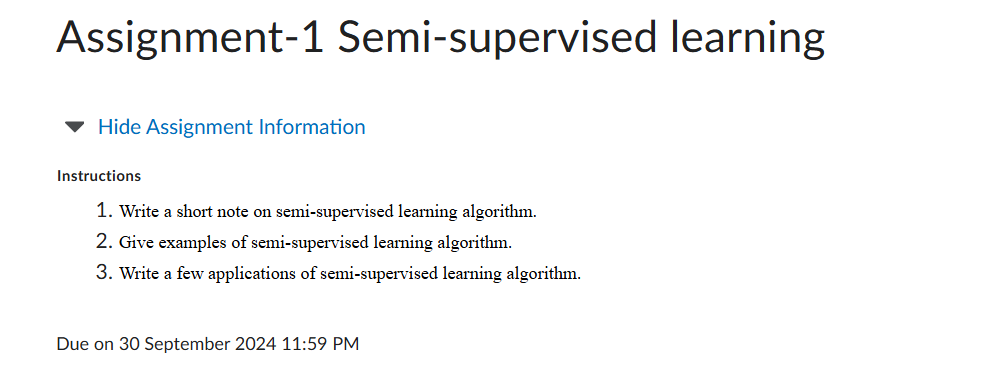 Assignment-1 Semi-supervised learning
Hide Assignment Information
Instructions
1. Write a short note on semi-supervised learning algorithm.
2. Give examples of semi-supervised learning algorithm.
3. Write a few applications of semi-supervised learning algorithm.
Due on 30 September 2024 11:59 PM